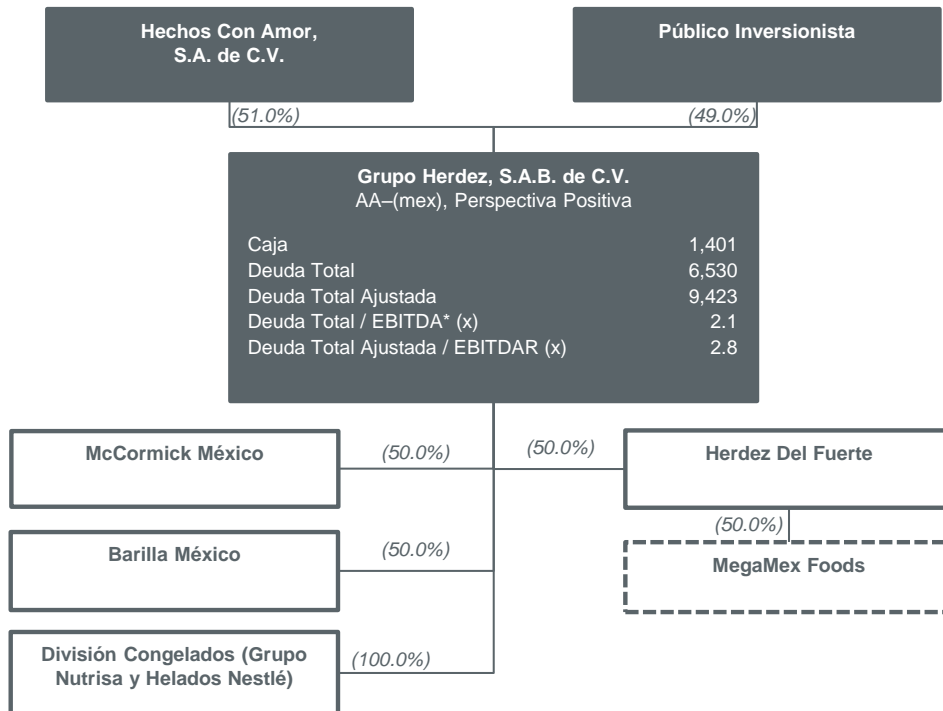 Hechos Con Amor,
S.A. de C.V.
Público Inversionista
(51.0%)
(49.0%)
Grupo Herdez, S.A.B. de C.V.
AA–(mex), Perspectiva Positiva
Caja 1,401
Deuda Total 6,530
Deuda Total Ajustada 9,423
Deuda Total / EBITDA* (x) 2.1
Deuda Total Ajustada / EBITDAR (x) 2.8
McCormick México
(50.0%)
(50.0%)
Herdez Del Fuerte
(50.0%)
Barilla México
(50.0%)
MegaMex Foods
División Congelados (Grupo
Nutrisa y Helados Nestlé)
(100.0%)